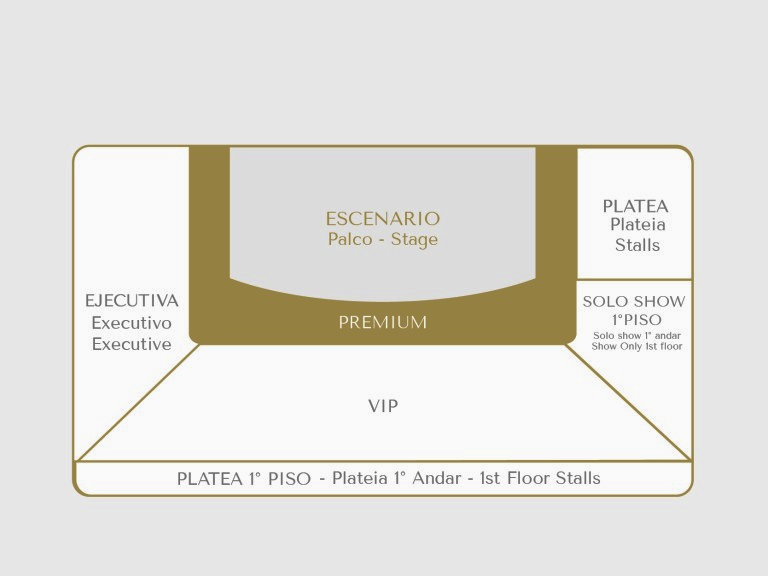 ESCENARIO
Palco - Stage
PLATEA
Plateia
Stalls
EJECUTIVA
Executivo
Executive
PREMIUM
SOLO SHOW
1°PISO
Solo show 1° andar
Show Only 1st floor
VIP
PLATEA 1° PISO - Plateia 1° Andar - 1st Floor Stalls